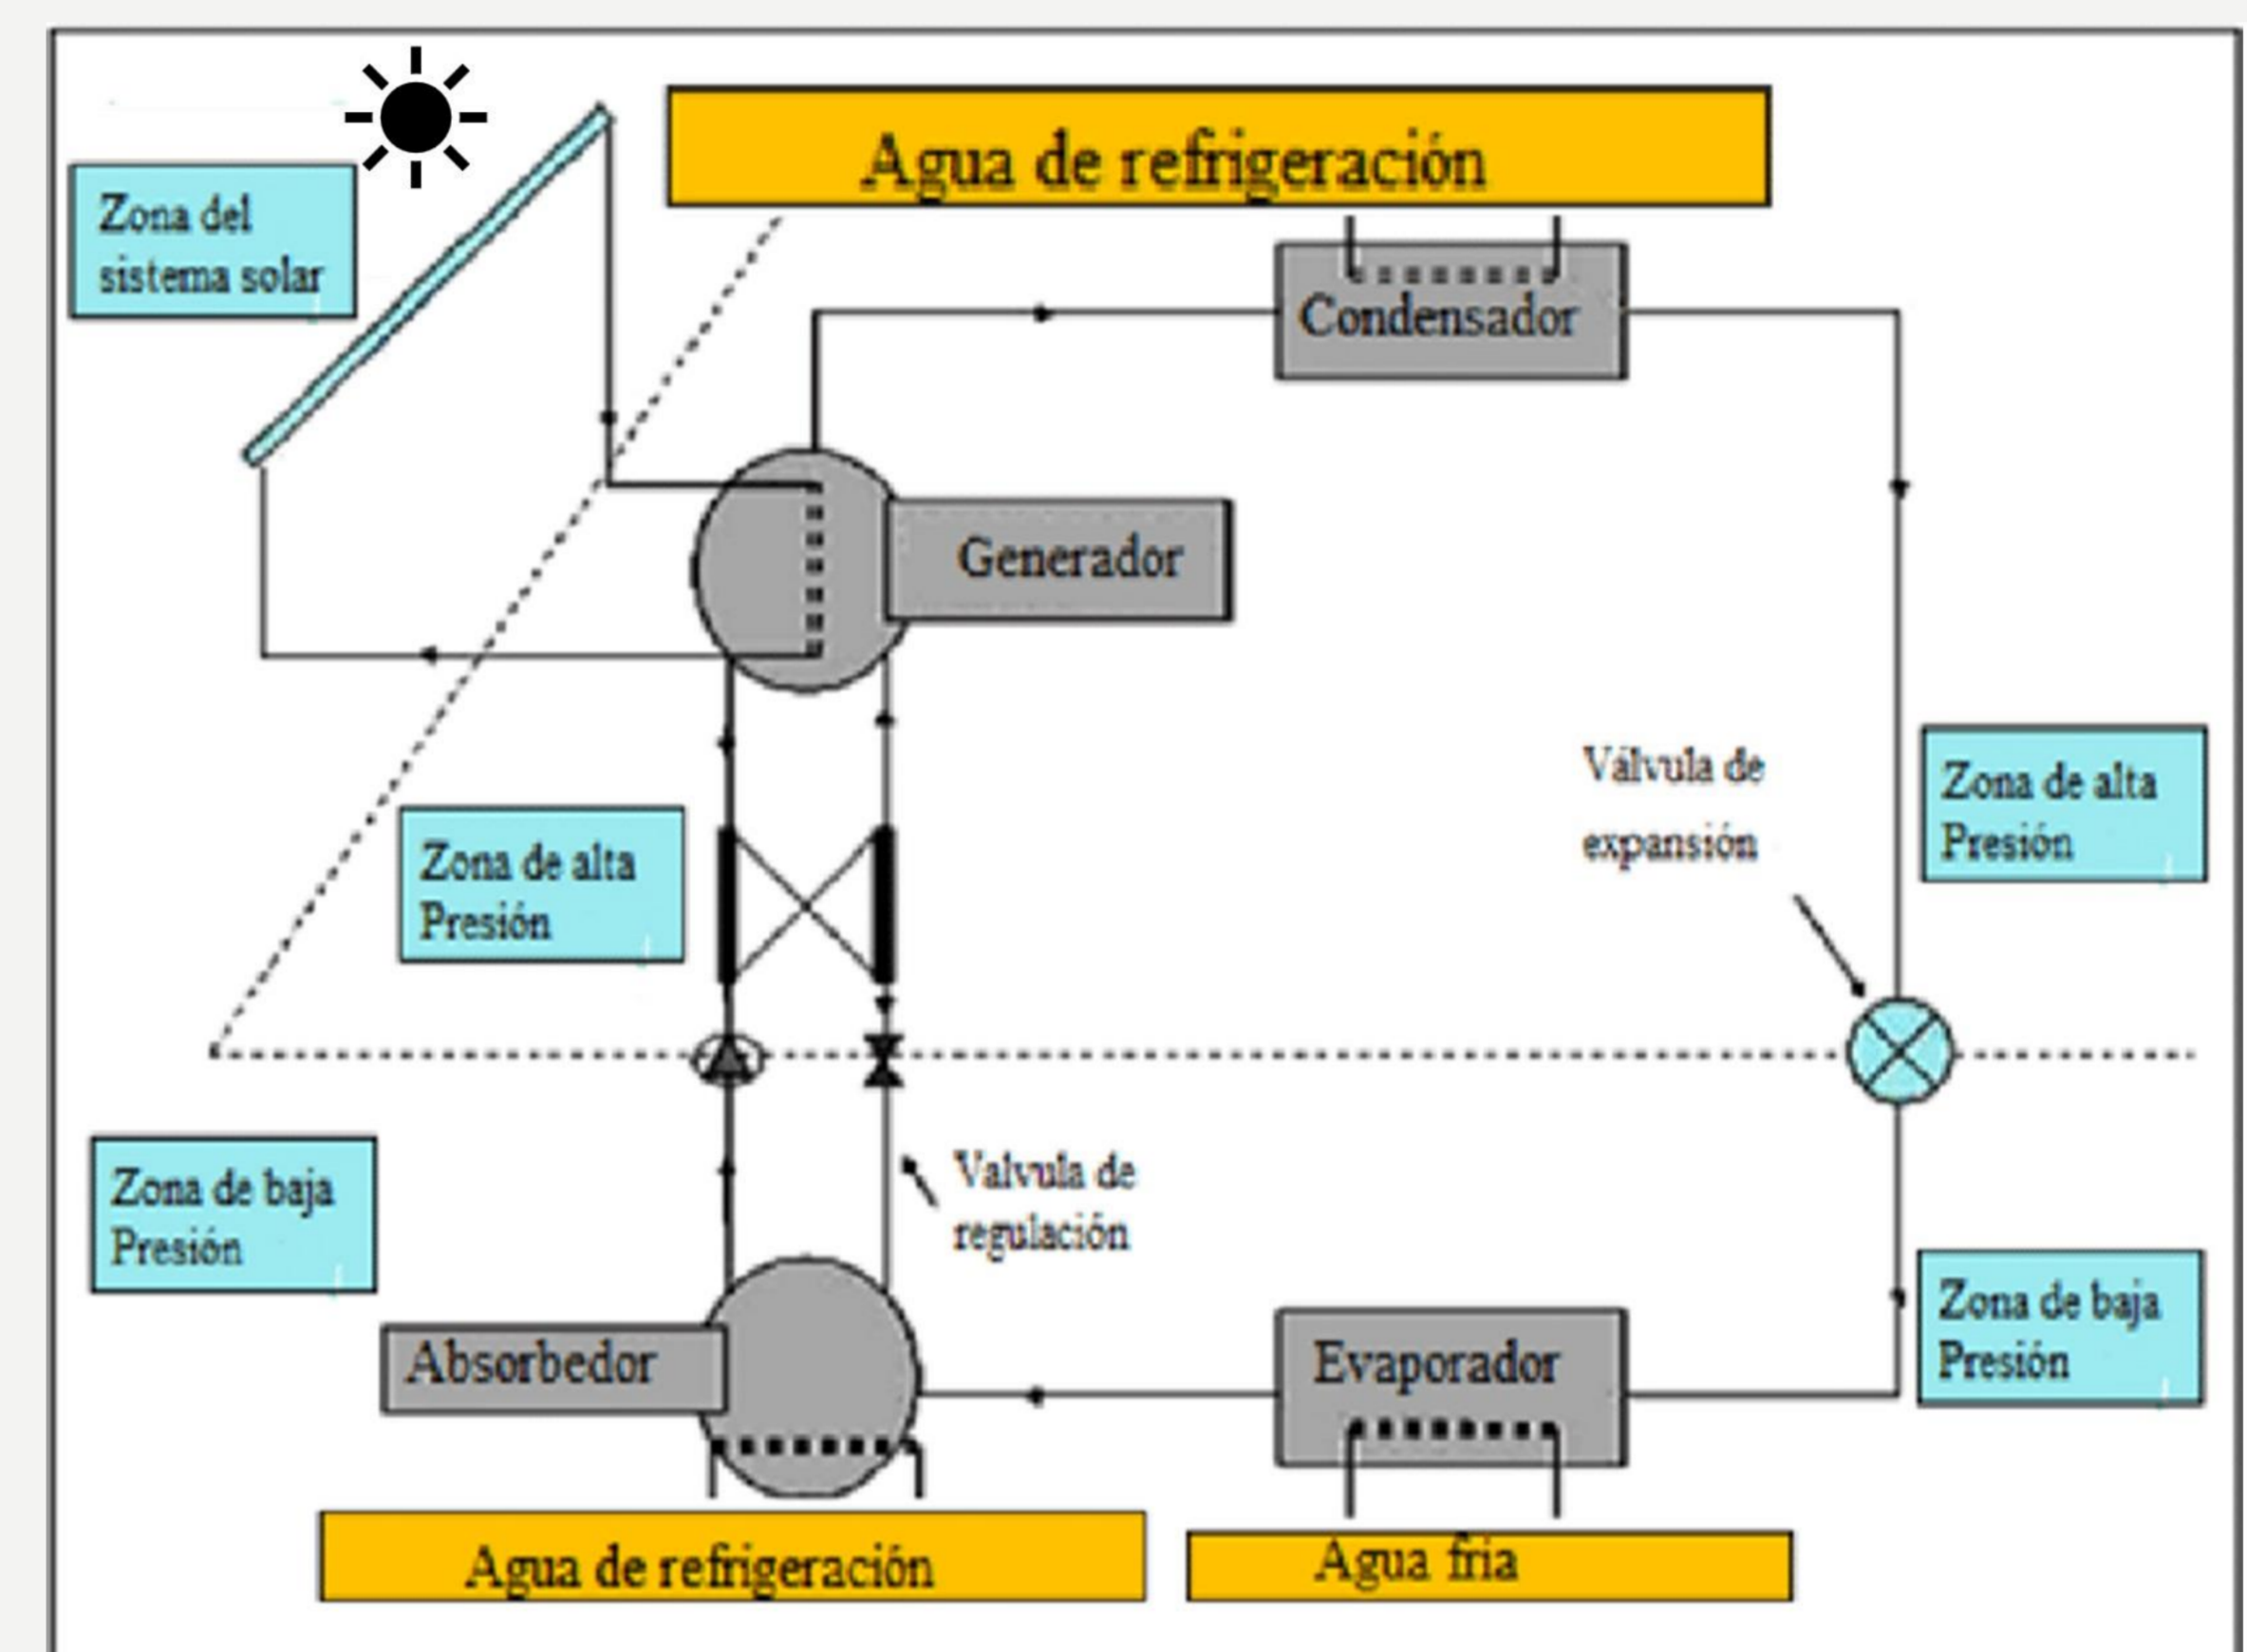 Agua de refrigeración
Zona del
sistema solar
Condensador
Generador
Válvula de
expansión
Zona de alta
Presión
Zona de alta
Presión
Zona de baja
Presión
Valvula de
regulación
Zona de baja
Presión
Absorbedor
Evaporador
Agua de refrigeración
Agua fria